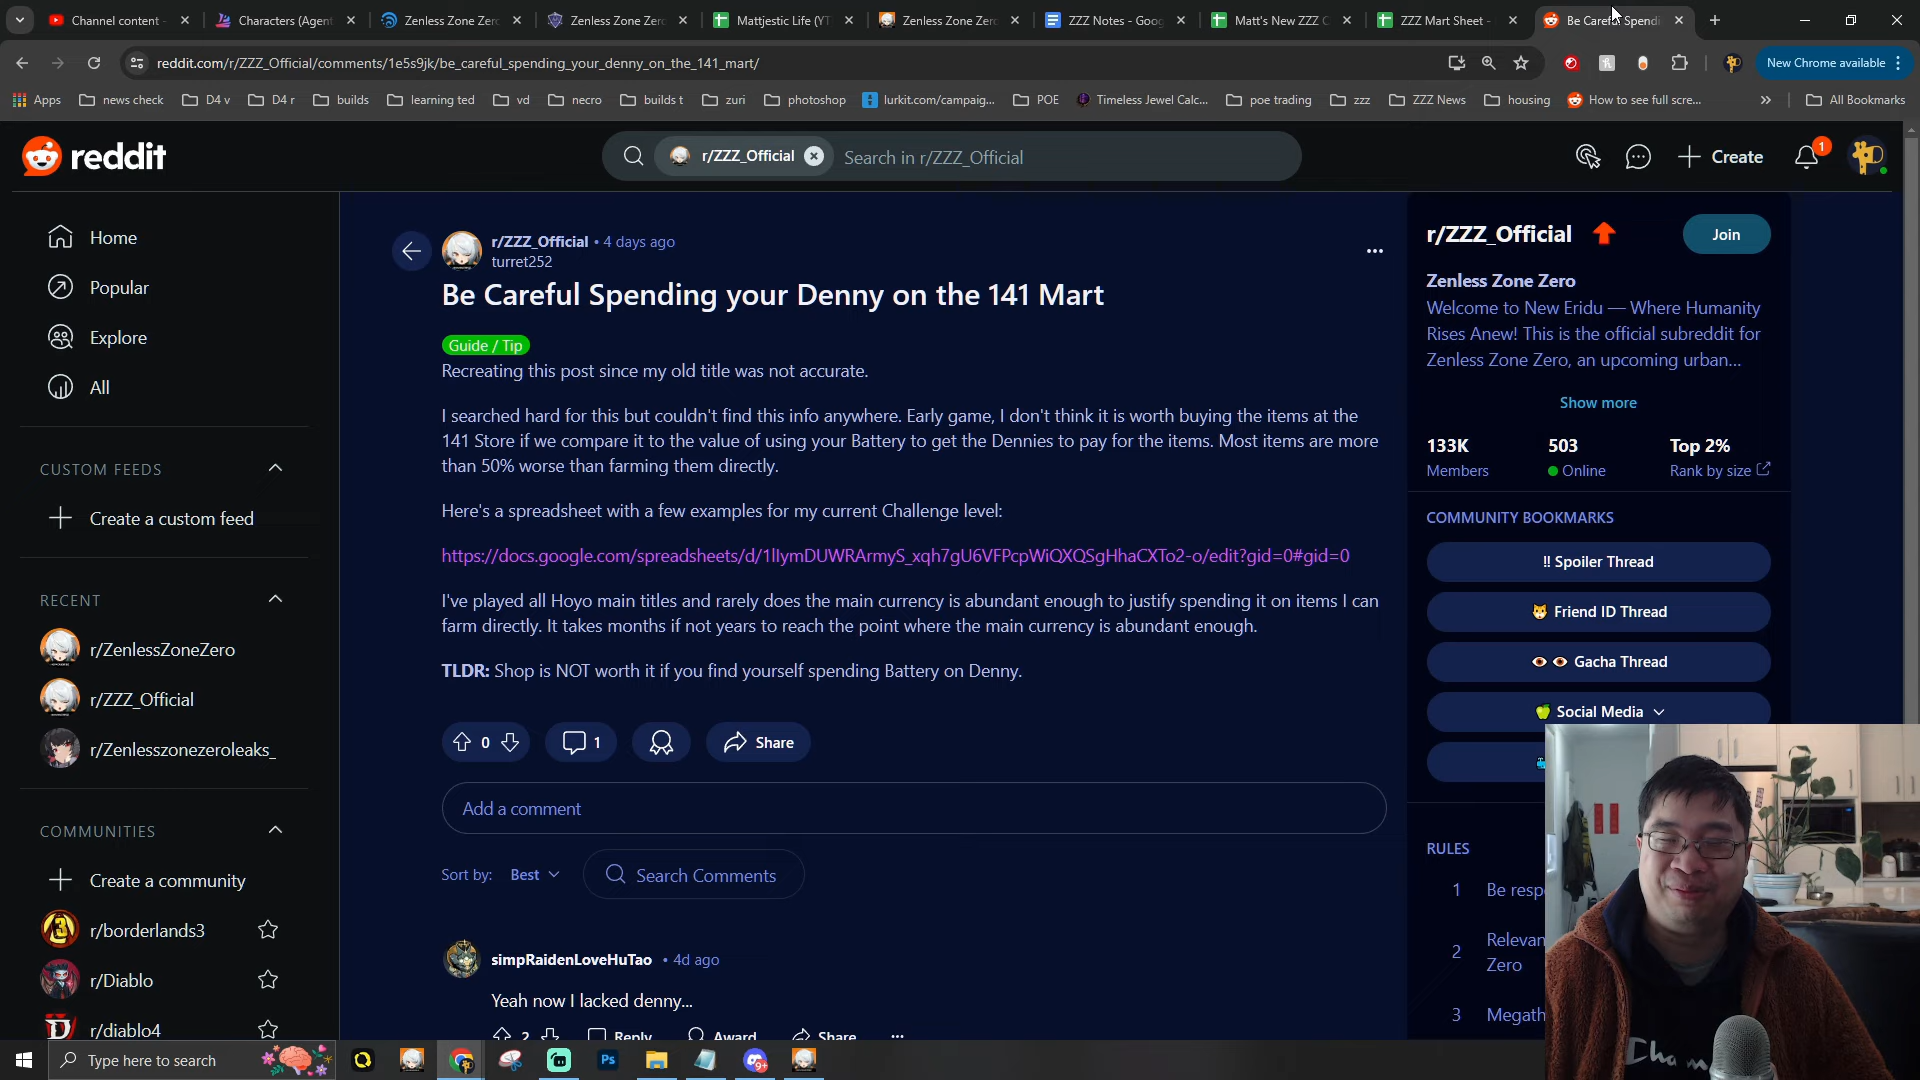 Channel content -
Characters (Agent
Zenless Zone Zero
Zenless Zone Zero
Mattjestic Life (YT
Zenless Zone Zero
ZZZ Notes - Goog
Matt's New ZZZ C
ZZZ Mart Sheet -
Be Careful Spendi
reddit.com/r/ZZZ_Official/comments/1e5s9jk/be_careful_spending_your_denny_on_the_141_mart/
New Chrome available
Apps
news check
D4 v
D4 r
builds
learning ted
vd
necro
builds t
zuri
photoshop
lurkit.com/campaig...
POE
Timeless Jewel Calc...
poe trading
zzz
ZZZ News
housing
How to see full scre...
All Bookmarks
reddit
r/ZZZ_Official
Search in r/ZZZ_Official
Create
1
Home
Popular
Explore
All
CUSTOM FEEDS
Create a custom feed
RECENT
r/ZenlessZoneZero
r/ZZZ_Official
r/Zenlesszonezeroleaks_
COMMUNITIES
Create a community
r/borderlands3
r/Diablo
r/diablo4
r/ZZZ_Official • 4 days ago
turret252
Be Careful Spending your Denny on the 141 Mart
Guide / Tip
Recreating this post since my old title was not accurate.
I searched hard for this but couldn't find this info anywhere. Early game, I don't think it is worth buying the items at the
141 Store if we compare it to the value of using your Battery to get the Dennies to pay for the items. Most items are more
than 50% worse than farming them directly.
Here's a spreadsheet with a few examples for my current Challenge level:
https://docs.google.com/spreadsheets/d/1lIymDUWRArmyS_xqh7gU6VFPcpWiQXQSgHhaCXTo2-o/edit?gid=0#gid=0
I've played all Hoyo main titles and rarely does the main currency is abundant enough to justify spending it on items I can
farm directly. It takes months if not years to reach the point where the main currency is abundant enough.
TLDR: Shop is NOT worth it if you find yourself spending Battery on Denny.
0
1
Share
Add a comment
Sort by: Best
Search Comments
simpRaidenLoveHuTao • 4d ago
Yeah now I lacked denny...
2
Reply
Award
Share
r/ZZZ_Official
Join
Zenless Zone Zero
Welcome to New Eridu — Where Humanity
Rises Anew! This is the official subreddit for
Zenless Zone Zero, an upcoming urban...
Show more
133K
503
Top 2%
Members
Online
Rank by size
COMMUNITY BOOKMARKS
!! Spoiler Thread
Friend ID Thread
Gacha Thread
Social Media
RULES
1 Be resp
2 Relevan
Zero
3 Megath
Cham
Type here to search
Ps
9+